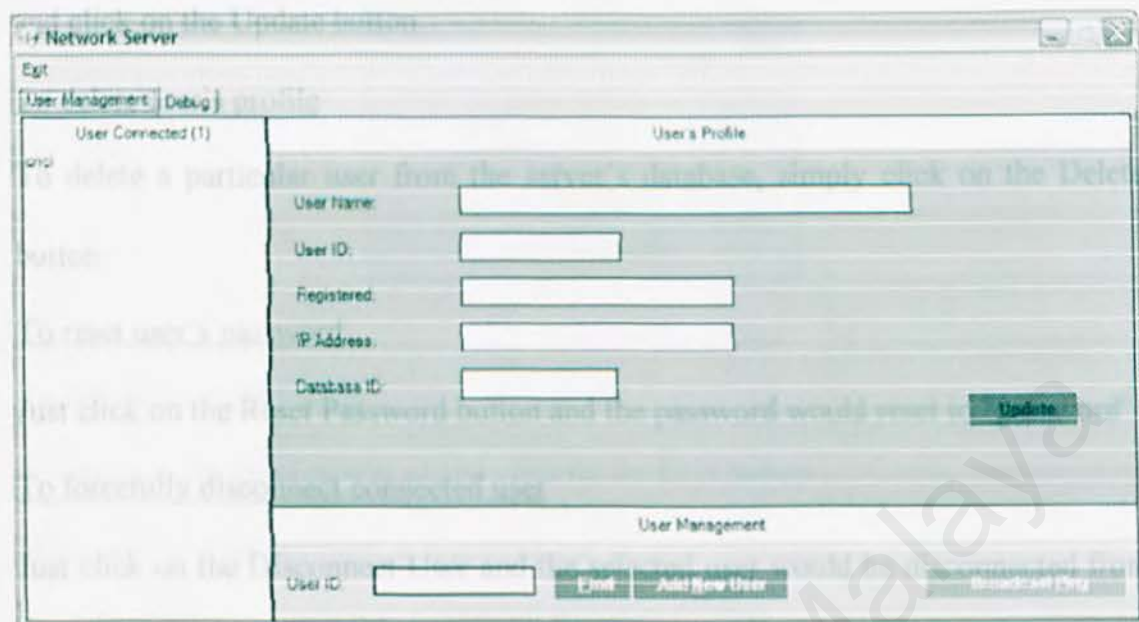 and click on the Update button
Network Server
Exit
User Management Debug
profile
User Connected (1)
User's Profile
To delete a particular user from the server's database, simply click on the Delete
User Name:
button
User ID:
Registered:
To reset user's password
IP Address:
Database ID:
Just click on the Reset Password button and the password would reset
Update
To forcefully disconnect connected user
User Management
Just click on the Disconnect User and the selected user would be disconnected from
User ID:
Find
Add New User
Malaya